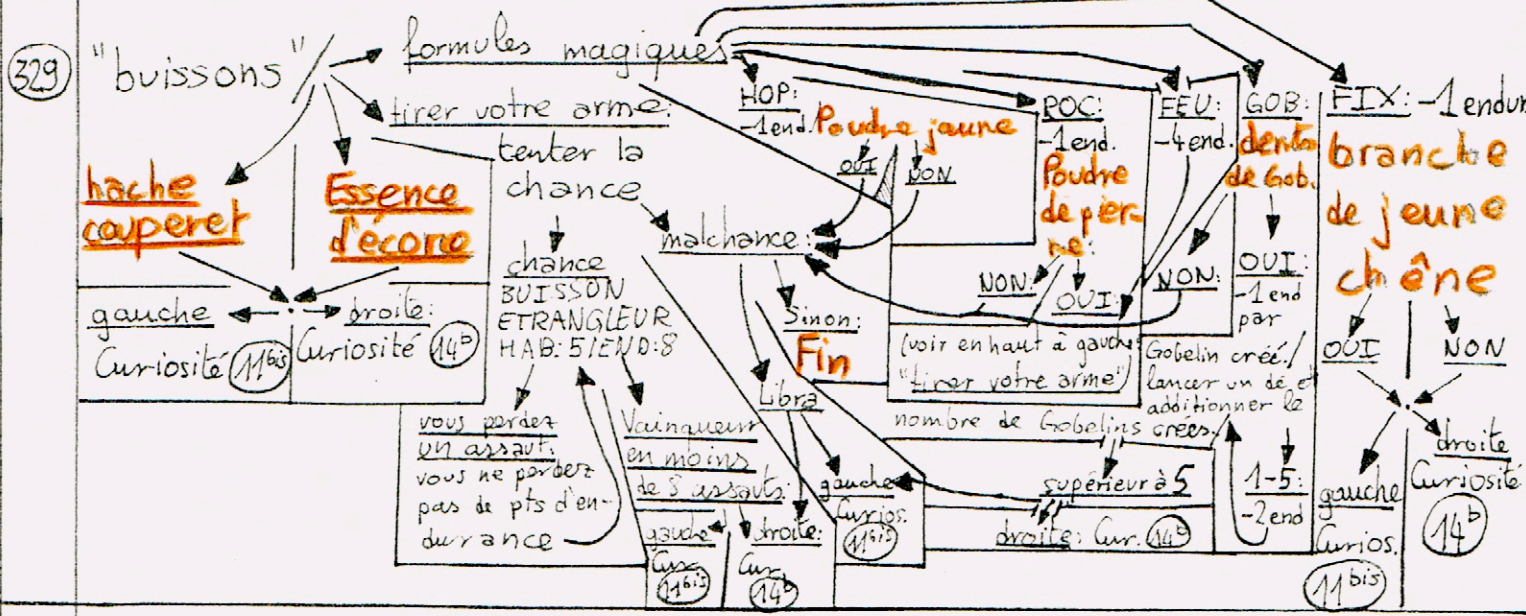 329
"buissons"
formules magiques
tirer votre arme:
tenter la
chance
hache
couperet
Essence
d'écorce
gauche
Curiosité 11bis
droite:
Curiosité 14b
chance
BUISSON
ETRANGLEUR
HAB: 5/END: 8
vous perdez
un assaut:
vous ne perdez
pas de pts d'en-
durance
Vainqueur
en moins
de 5 assauts:
gauche
Cur.
11bis
droite:
Cur.
14b
malchance:
Sinon:
Fin
Libra
gauche
Curios.
11bis
HOP:
-1end. Poudre jaune
OUI
NON
ROC:
-1end.
Poudre
de pier-
re:
NON:
OUI:
FEU:
-4end.
GOB:
dents
de Gob.
NON:
OUI:
-1end
par
(voir en haut à gauche
"tirer votre arme")
Gobelin créé./
lancer un dé, et
additionner le
nombre de Gobelins créés.
supérieur à 5
droite: Cur. 14b
1-5:
-2end
FIX: -1endur
branche
de jeune
chêne
OUI
NON
gauche
Curios.
11bis
droite
Curiosité
14b